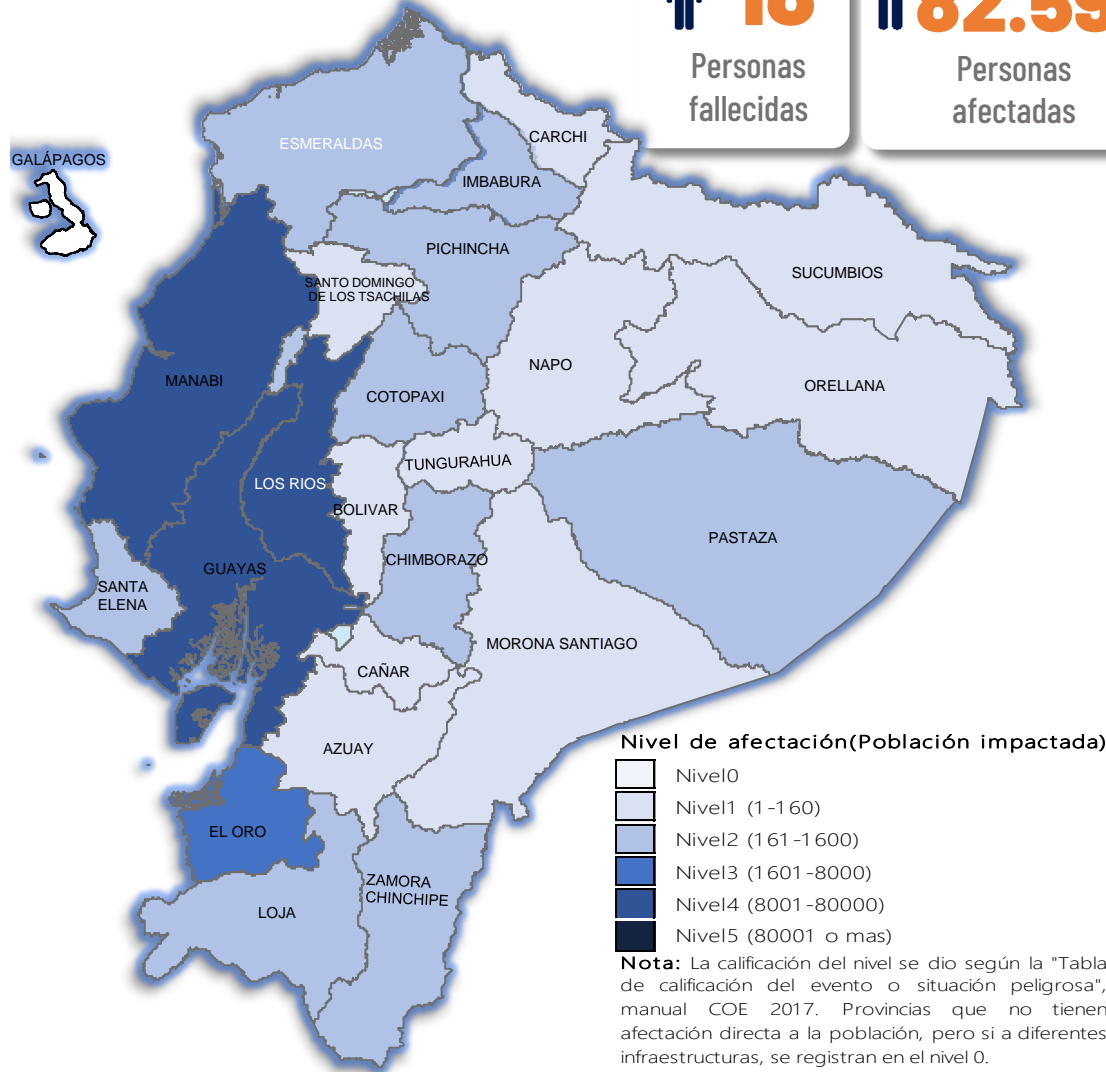 Personas
fallecidas
Personas
afectadas
GALÁPAGOS
ESMERALDAS
CARCHI
IMBABURA
PICHINCHA
SUCUMBIOS
SANTO DOMINGO
DE LOS TSACHILAS
NAPO
MANABI
ORELLANA
COTOPAXI
TUNGURAHUA
LOS RIOS
BOLIVAR
PASTAZA
CHIMBORAZO
GUAYAS
SANTA
ELENA
MORONA SANTIAGO
CAÑAR
AZUAY
EL ORO
ZAMORA
CHINCHIPE
LOJA
Nivel de afectación(Población impactada)
Nivel0
Nivel1 (1-160)
Nivel2 (161-1600)
Nivel3 (1601-8000)
Nivel4 (8001-80000)
Nivel5 (80001 o mas)
Nota: La calificación del nivel se dio según la "Tabla
de calificación del evento o situación peligrosa",
manual COE 2017. Provincias que no tienen
afectación directa a la población, pero si a diferentes
infraestructuras, se registran en el nivel 0.